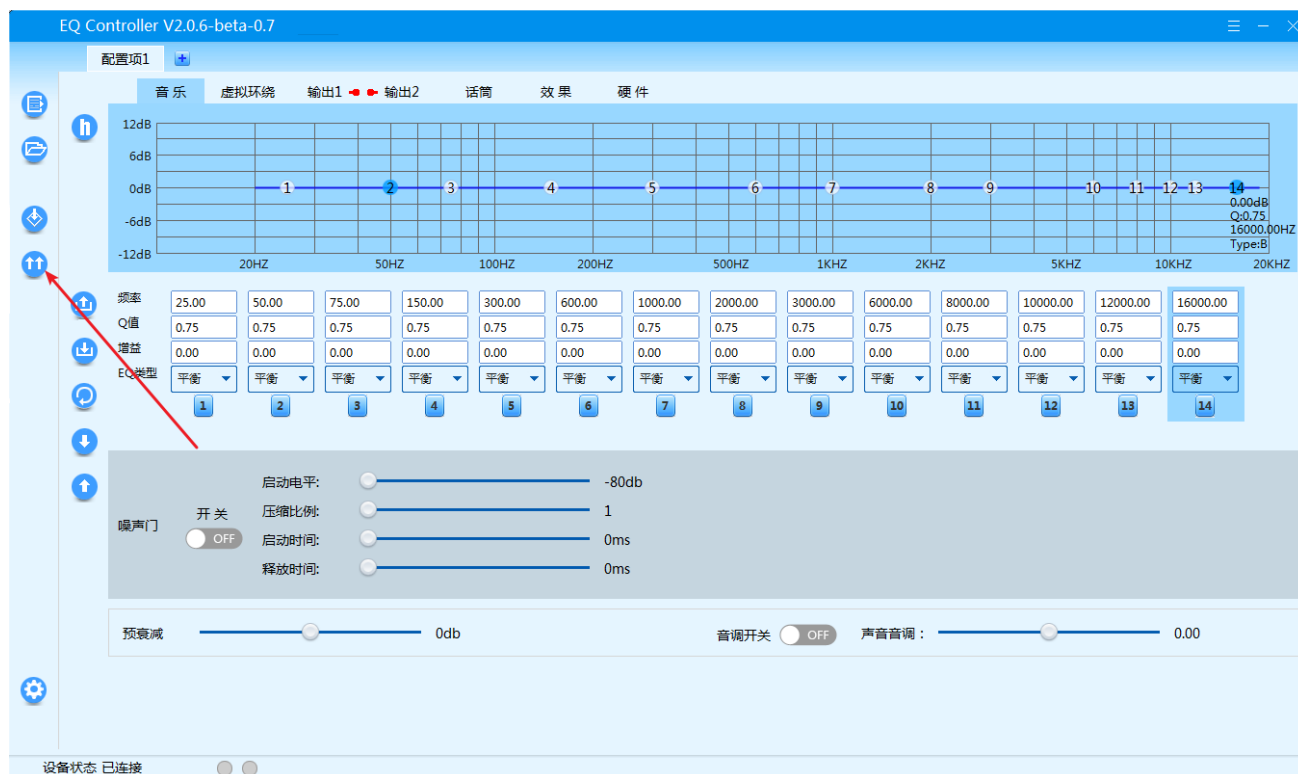 EQ Controller V2.0.6-beta-0.7
配置项1
音 乐 虚拟环绕 输出1 输出2 话筒 效 果 硬 件
h
12dB
6dB
0dB
-6dB
-12dB
1 2 3 4 5 6 7 8 9 10 11 12 13 14
0.00dB
Q:0.75
16000.00HZ
Type:B
20HZ 50HZ 100HZ 200HZ 500HZ 1KHZ 2KHZ 5KHZ 10KHZ 20KHZ
频率 25.00 50.00 75.00 150.00 300.00 600.00 1000.00 2000.00 3000.00 6000.00 8000.00 10000.00 12000.00 16000.00
Q值 0.75 0.75 0.75 0.75 0.75 0.75 0.75 0.75 0.75 0.75 0.75 0.75 0.75 0.75
增益 0.00 0.00 0.00 0.00 0.00 0.00 0.00 0.00 0.00 0.00 0.00 0.00 0.00 0.00
EQ类型 平衡 平衡 平衡 平衡 平衡 平衡 平衡 平衡 平衡 平衡 平衡 平衡 平衡 平衡
1 2 3 4 5 6 7 8 9 10 11 12 13 14
噪声门 开 关 OFF
启动电平: -80db
压缩比例: 1
启动时间: 0ms
释放时间: 0ms
预衰减 0db 音调开关 OFF 声音音调： 0.00
设备状态 已连接